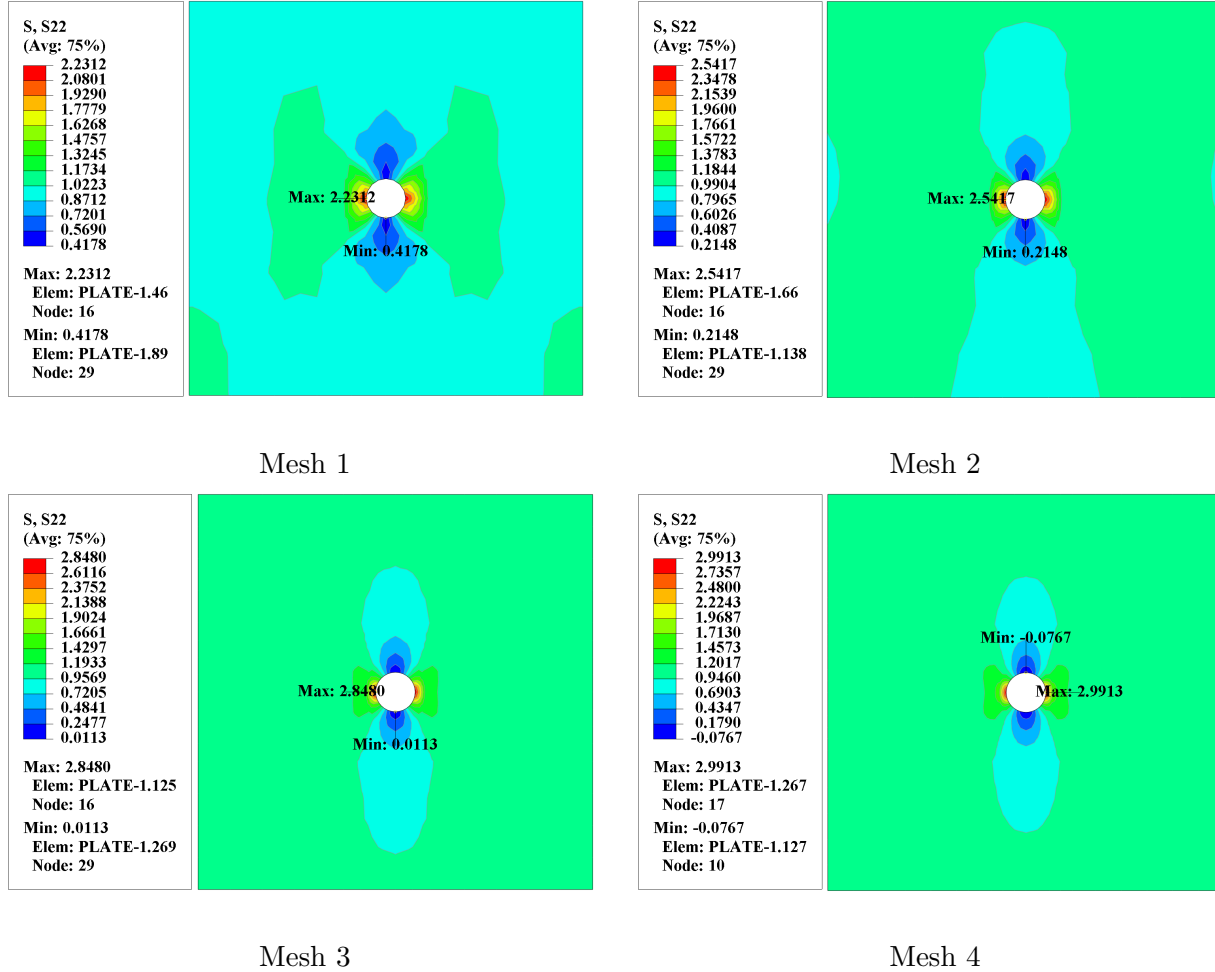 S, S22
(Avg: 75%)
2.2312
2.0801
1.9290
1.7779
1.6268
1.4757
1.3245
1.1734
1.0223
0.8712
0.7201
0.5690
0.4178
Max: 2.2312
Elem: PLATE-1.46
Node: 16
Min: 0.4178
Elem: PLATE-1.89
Node: 29
Max: 2.2312
Min: 0.4178
Mesh 1
S, S22
(Avg: 75%)
2.5417
2.3478
2.1539
1.9600
1.7661
1.5722
1.3783
1.1844
0.9904
0.7965
0.6026
0.4087
0.2148
Max: 2.5417
Elem: PLATE-1.66
Node: 16
Min: 0.2148
Elem: PLATE-1.138
Node: 29
Max: 2.5417
Min: 0.2148
Mesh 2
S, S22
(Avg: 75%)
2.8480
2.6116
2.3752
2.1388
1.9024
1.6661
1.4297
1.1933
0.9569
0.7205
0.4841
0.2477
0.0113
Max: 2.8480
Elem: PLATE-1.125
Node: 16
Min: 0.0113
Elem: PLATE-1.269
Node: 29
Max: 2.8480
Min: 0.0113
Mesh 3
S, S22
(Avg: 75%)
2.9913
2.7357
2.4800
2.2243
1.9687
1.7130
1.4573
1.2017
0.9460
0.6903
0.4347
0.1790
-0.0767
Max: 2.9913
Elem: PLATE-1.267
Node: 17
Min: -0.0767
Elem: PLATE-1.127
Node: 10
Min: -0.0767
Max: 2.9913
Mesh 4